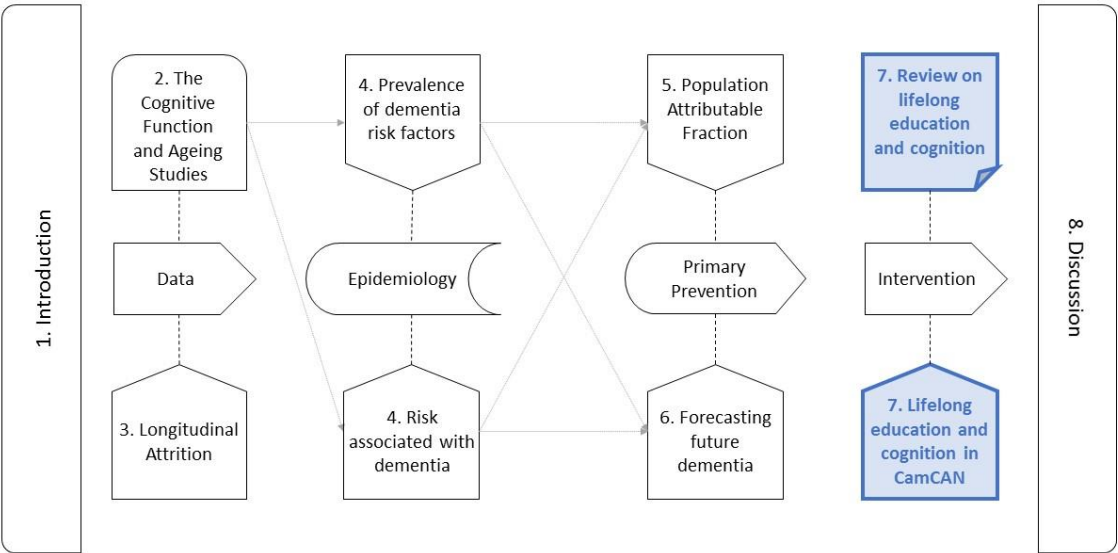 1. Introduction
2. The
Cognitive
Function
and Ageing
Studies
Data
3. Longitudinal
Attrition
4. Prevalence
of dementia
risk factors
Epidemiology
4. Risk
associated with
dementia
5. Population
Attributable
Fraction
Primary
Prevention
6. Forecasting
future
dementia
7. Review on
lifelong
education
and cognition
Intervention
7. Lifelong
education and
cognition in
CamCAN
8. Discussion